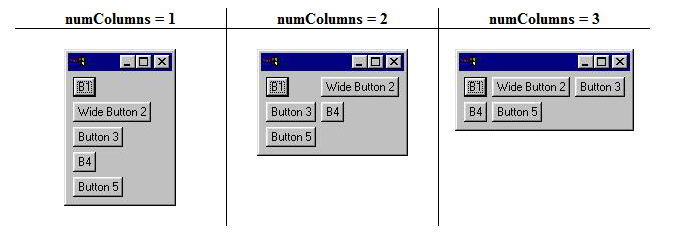 numColumns = 1
numColumns = 2
numColumns = 3
B1
Wide Button 2
Button 3
B4
Button 5
B1
Wide Button 2
Button 3
B4
Button 5
B1
Wide Button 2
Button 3
B4
Button 5